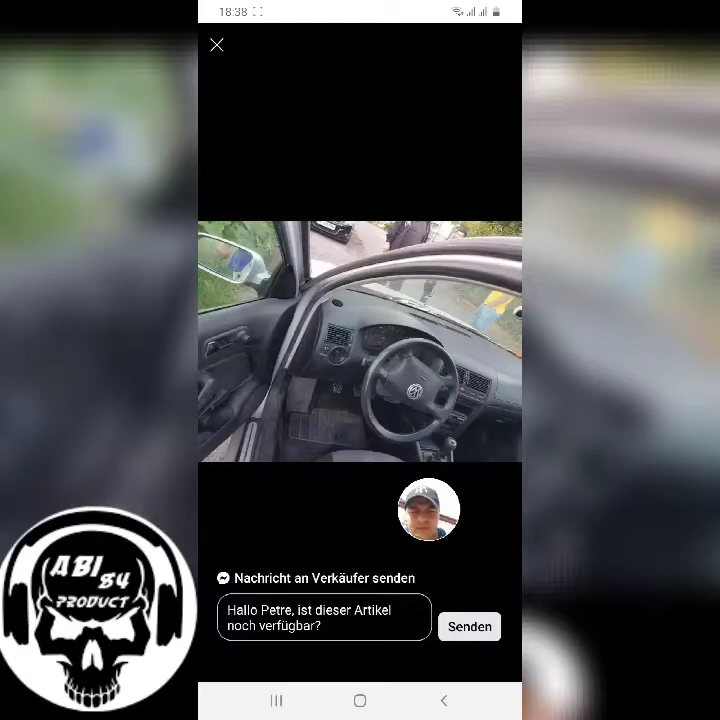 18:38
Nachricht an Verkäufer senden
Hallo Petre, ist dieser Artikel
noch verfügbar?
Senden
ABI
84
PRODUCT